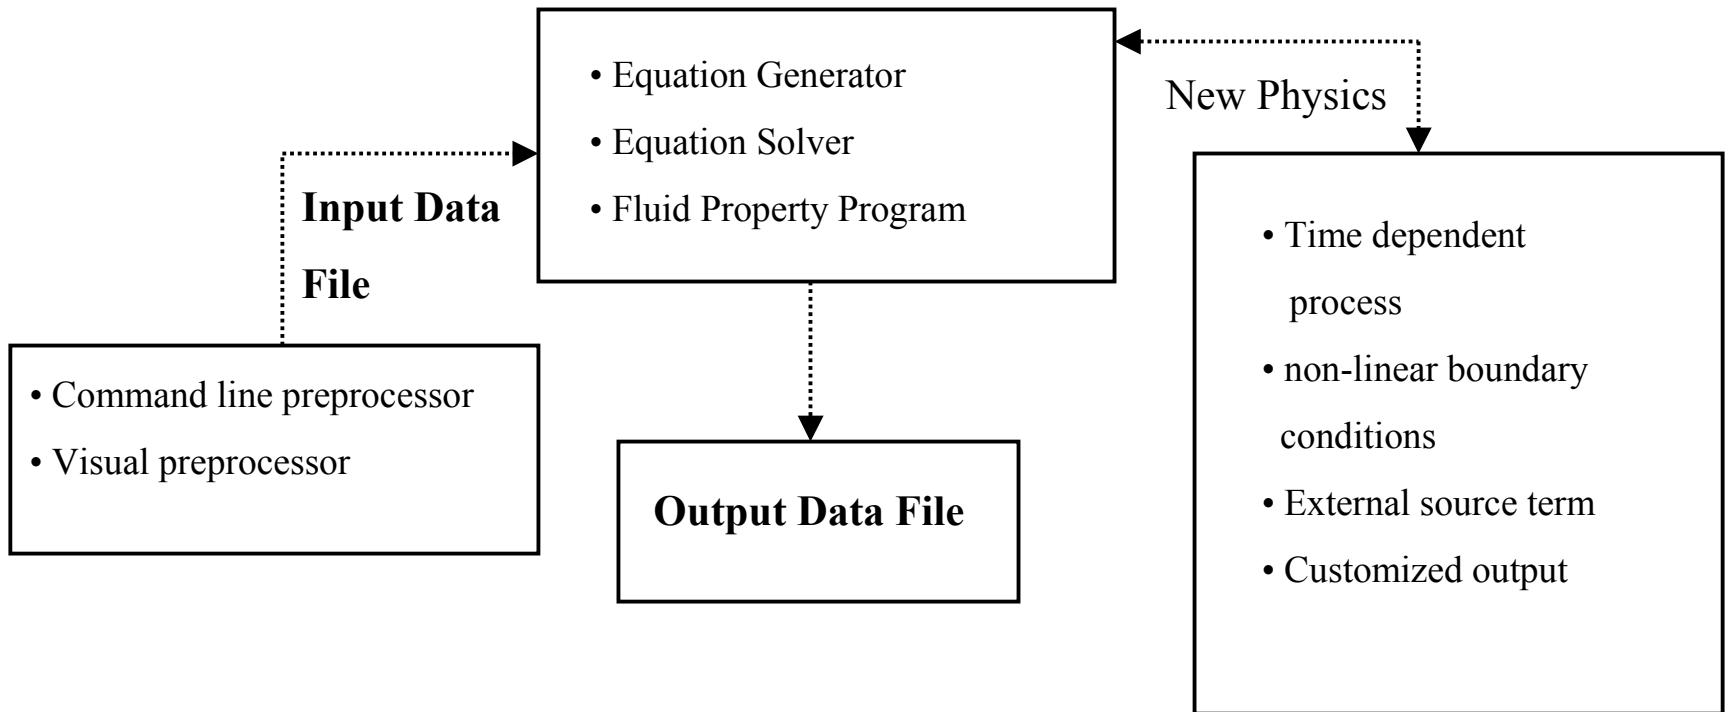 • Equation Generator
• Equation Solver
• Fluid Property Program
New Physics
Input Data
File
• Command line preprocessor
• Visual preprocessor
Output Data File
• Time dependent
process
• non-linear boundary
conditions
• External source term
• Customized output